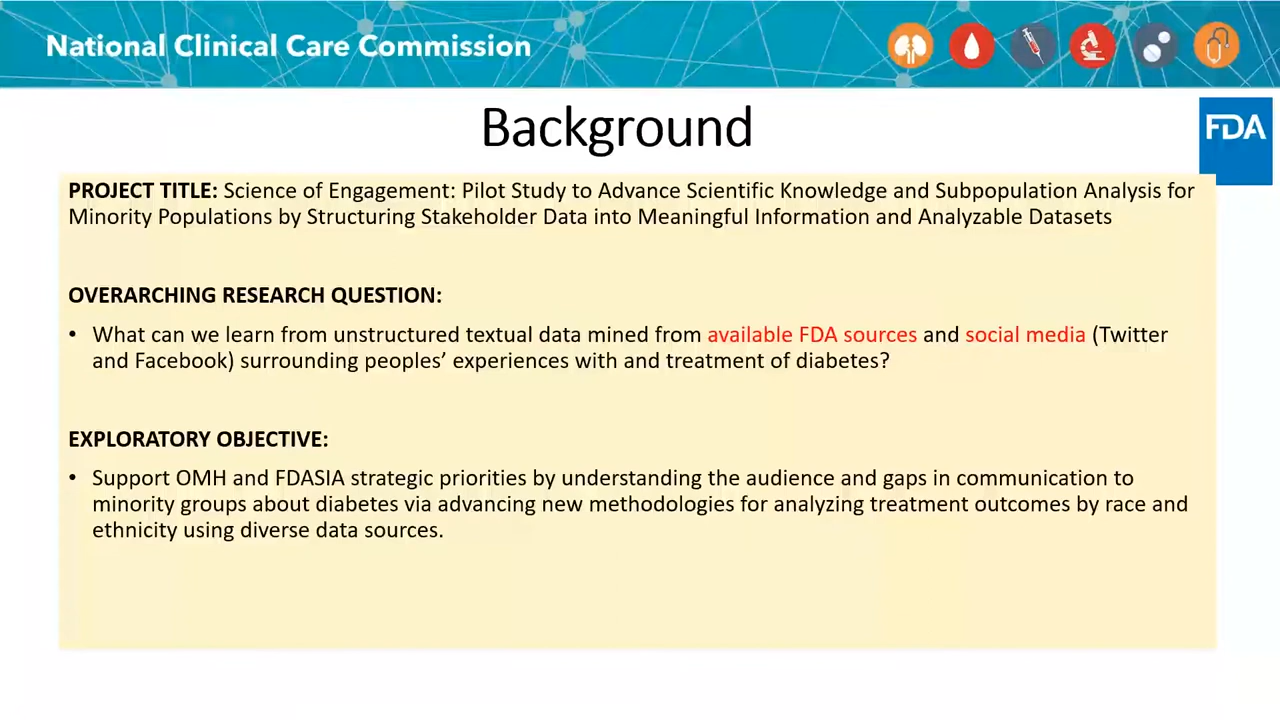 National Clinical Care Commission
Background
FDA
PROJECT TITLE: Science of Engagement: Pilot Study to Advance Scientific Knowledge and Subpopulation Analysis for
Minority Populations by Structuring Stakeholder Data into Meaningful Information and Analyzable Datasets
OVERARCHING RESEARCH QUESTION:
• What can we learn from unstructured textual data mined from available FDA sources and social media (Twitter
and Facebook) surrounding peoples’ experiences with and treatment of diabetes?
EXPLORATORY OBJECTIVE:
• Support OMH and FDASIA strategic priorities by understanding the audience and gaps in communication to
minority groups about diabetes via advancing new methodologies for analyzing treatment outcomes by race and
ethnicity using diverse data sources.